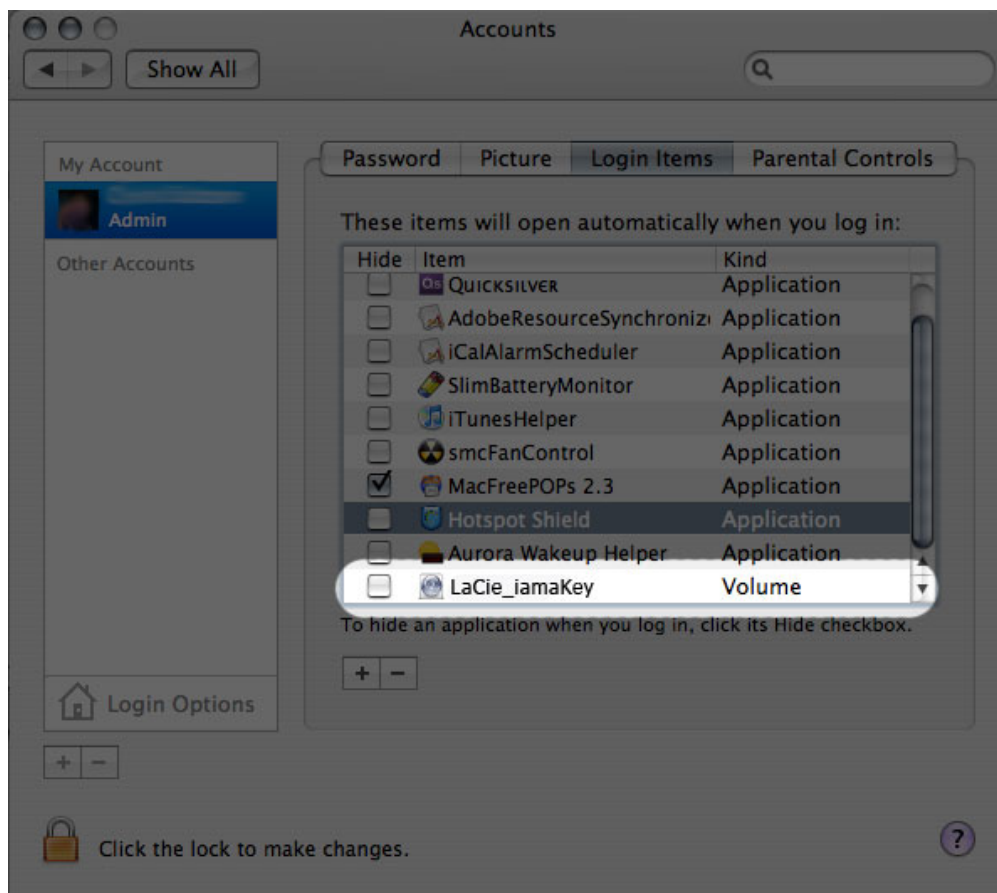 Accounts
Show All
My Account
Admin
Other Accounts
Login Options
Password Picture Login Items Parental Controls
These items will open automatically when you log in:
Hide Item Kind
Qs QUICKSILVER Application
AdobeResourceSynchroniz Application
iCalAlarmScheduler Application
SlimBatteryMonitor Application
iTunesHelper Application
smcFanControl Application
MacFreePOPs 2.3 Application
Hotspot Shield Application
Aurora Wakeup Helper Application
LaCie_iamaKey Volume
To hide an application when you log in, click its Hide checkbox.
+ −
+ −
Click the lock to make changes.
?